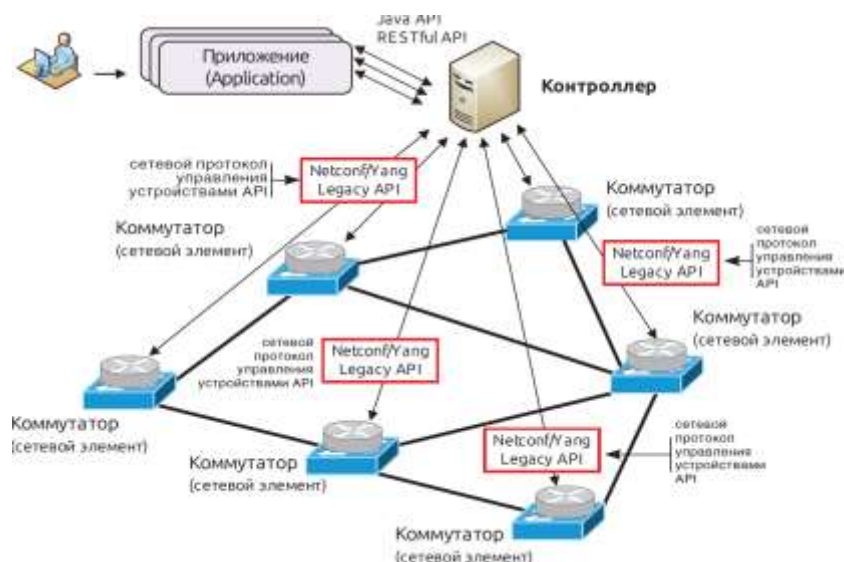 Java API
RESTful API
Приложение
(Application)
Контроллер
сетевой протокол
управления
устройствами API
Netconf/Yang
Legacy API
Коммутатор
(сетевой элемент)
Коммутатор
(сетевой элемент)
Netconf/Yang
Legacy API
сетевой
протокол
управления
устройствами
API
сетевой
протокол
управления
устройствами API
Netconf/Yang
Legacy API
Коммутатор
(сетевой элемент)
Коммутатор
(сетевой элемент)
Коммутатор
(сетевой элемент)
Netconf/Yang
Legacy API
сетевой
протокол
управления
устройствами
API
Коммутатор
(сетевой элемент)